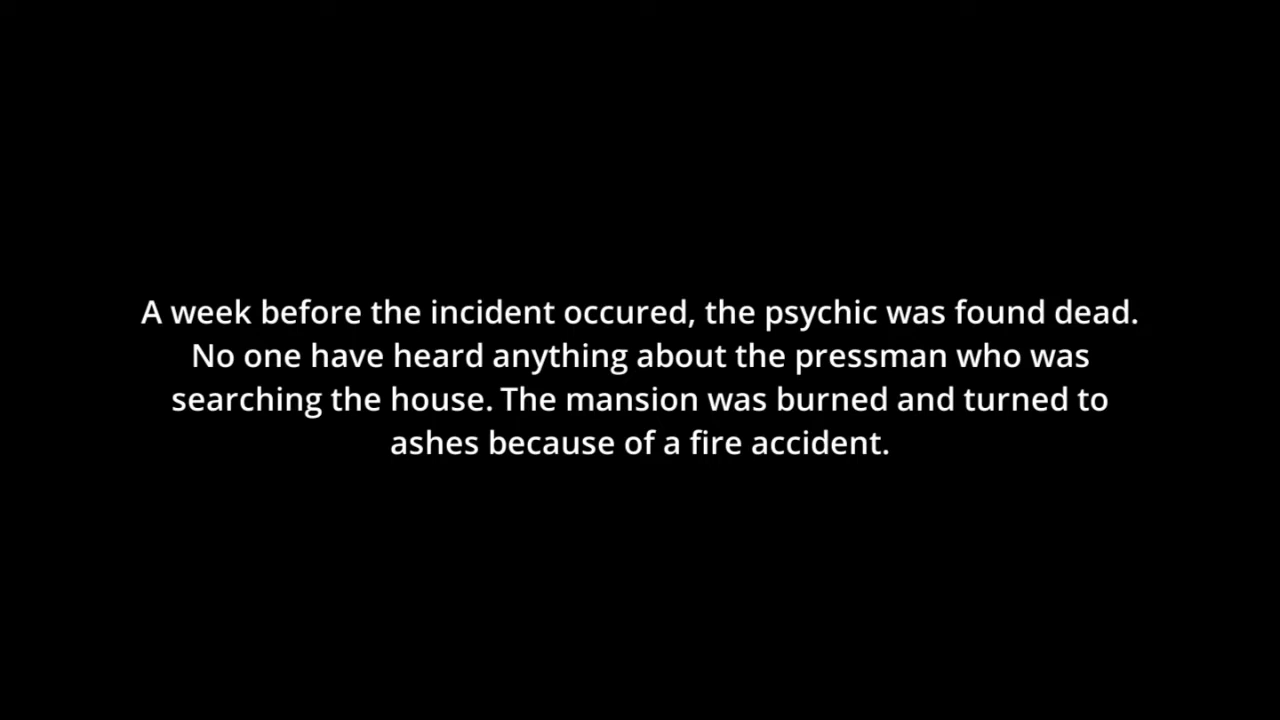 A week before the incident occured, the psychic was found dead.
No one have heard anything about the pressman who was
searching the house. The mansion was burned and turned to
ashes because of a fire accident.